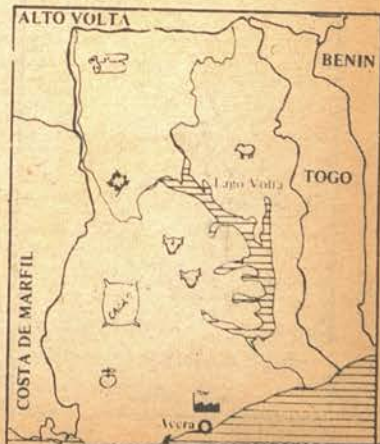 ALTO VOLTA
BENIN
TOGO
Lago Volta
COSTA DE MARFIL
Accra